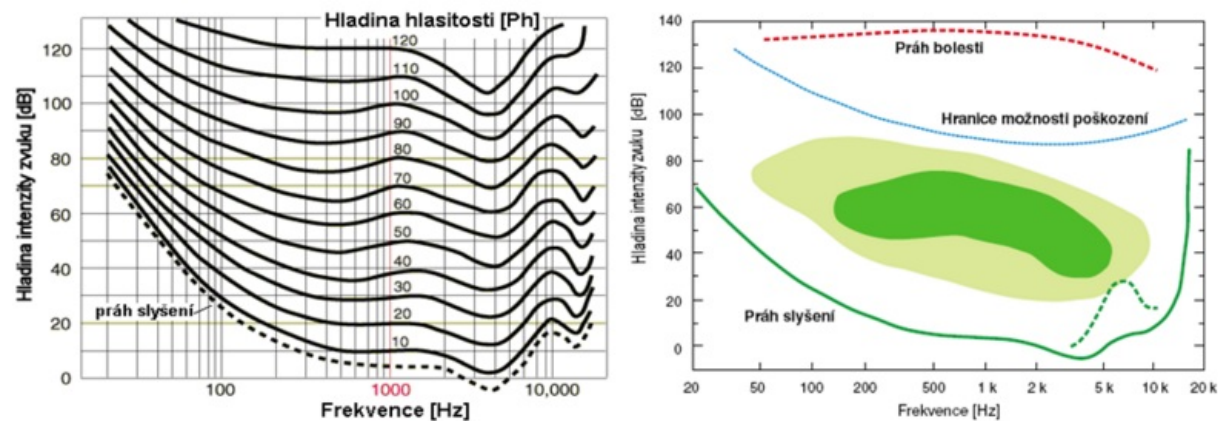 Hladina hlasitosti [Ph]
Hladina intenzity zvuku [dB]
120
100
80
60
40
20
0
120
110
100
90
80
70
60
50
40
30
20
10
práh slyšení
100
1000
10,000
Frekvence [Hz]
Hladina intenzity zvuku [dB]
140
120
100
80
60
40
20
0
Práh bolesti
Hranice možnosti poškození
Práh slyšení
20
50
100
200
500
1 k
2 k
5 k
10 k
20 k
Frekvence [Hz]